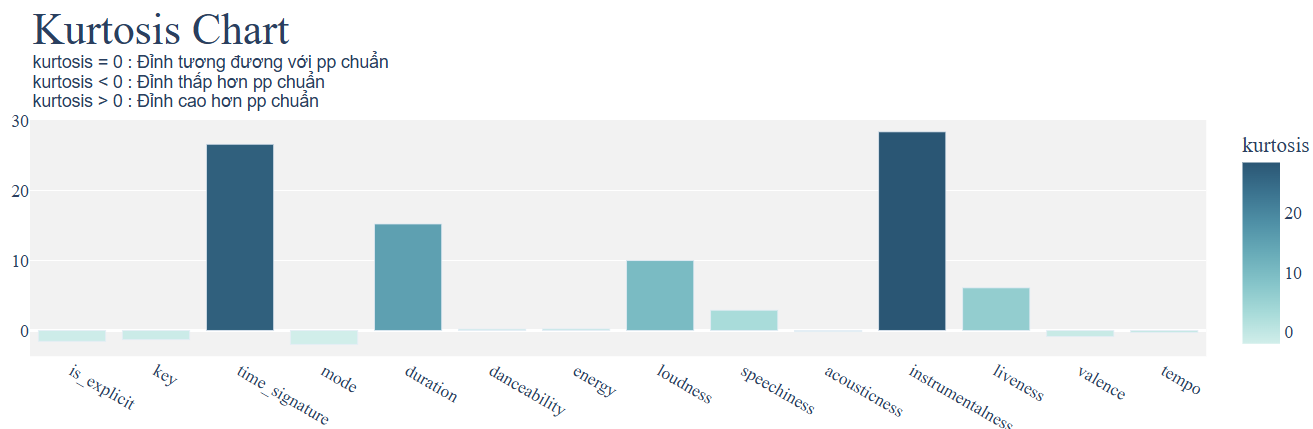 Kurtosis Chart
kurtosis = 0 : Đỉnh tương đương với pp chuẩn
kurtosis < 0 : Đỉnh thấp hơn pp chuẩn
kurtosis > 0 : Đỉnh cao hơn pp chuẩn
30
20
10
0
is_explicit
key
time_signature
mode
duration
danceability
energy
loudness
speechiness
acousticness
instrumentalness
liveness
valence
tempo
kurtosis
20
10
0